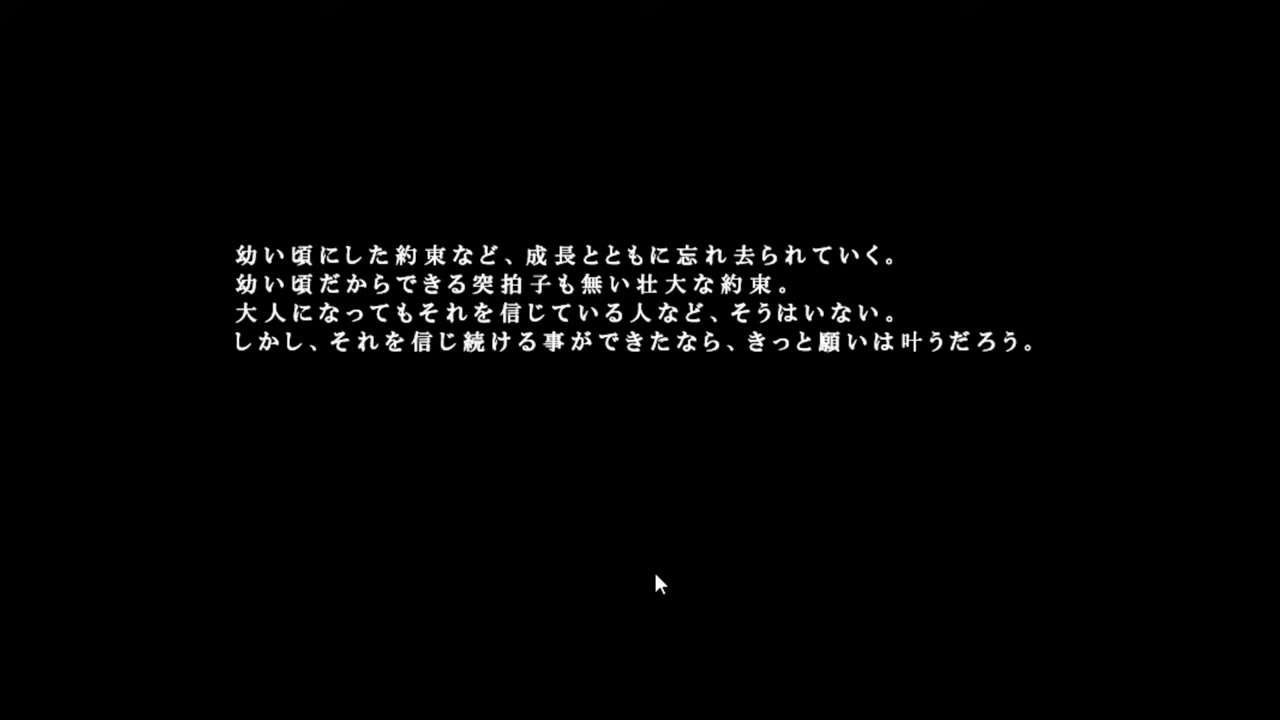 幼い頃にした約束など、成長とともに忘れ去られていく。
幼い頃だからできる突拍子も無い壮大な約束。
大人になってもそれを信じている人など、そうはいない。
しかし、それを信じ続ける事ができたなら、きっと願いは叶うだろう。